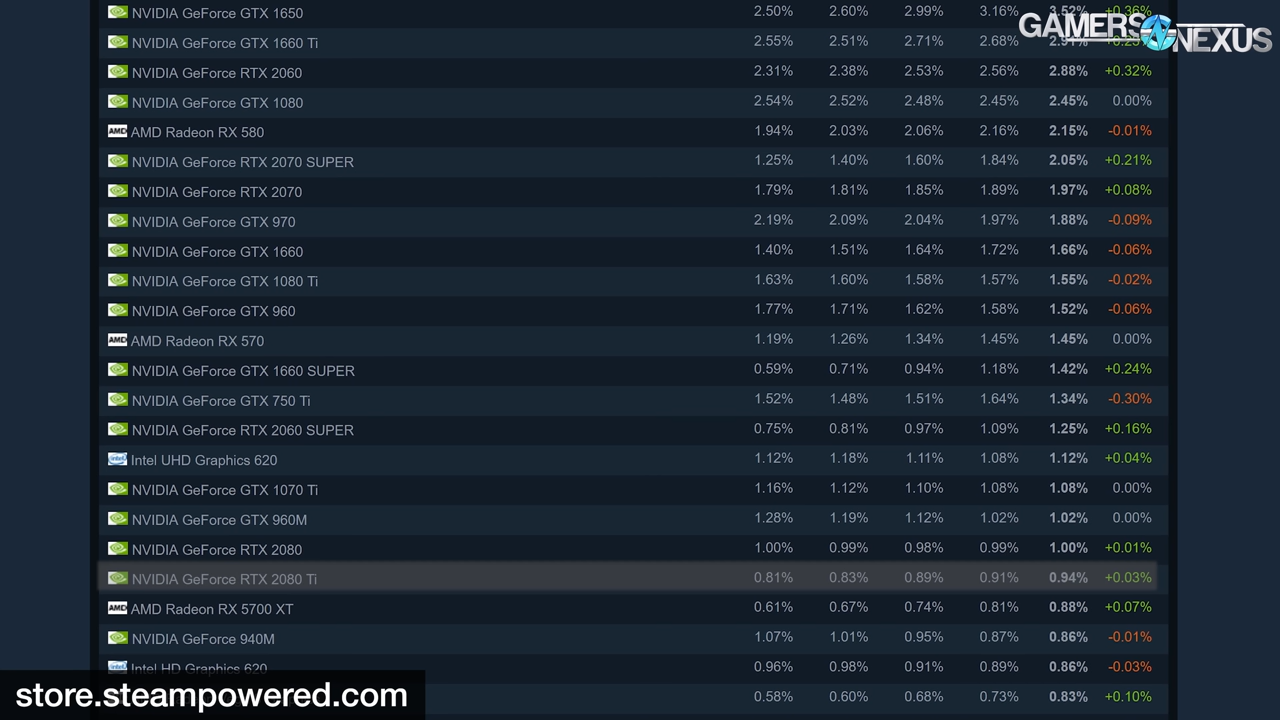 NVIDIA GeForce GTX 1650 2.50% 2.60% 2.99% 3.16% 3.52% +0.36%
GAMERS NEXUS
NVIDIA GeForce GTX 1660 Ti 2.55% 2.51% 2.71% 2.68% 2.91% +0.23%
NVIDIA GeForce RTX 2060 2.31% 2.38% 2.53% 2.56% 2.88% +0.32%
NVIDIA GeForce GTX 1080 2.54% 2.52% 2.48% 2.45% 2.45% 0.00%
AMD AMD Radeon RX 580 1.94% 2.03% 2.06% 2.16% 2.15% -0.01%
NVIDIA GeForce RTX 2070 SUPER 1.25% 1.40% 1.60% 1.84% 2.05% +0.21%
NVIDIA GeForce RTX 2070 1.79% 1.81% 1.85% 1.89% 1.97% +0.08%
NVIDIA GeForce GTX 970 2.19% 2.09% 2.04% 1.97% 1.88% -0.09%
NVIDIA GeForce GTX 1660 1.40% 1.51% 1.64% 1.72% 1.66% -0.06%
NVIDIA GeForce GTX 1080 Ti 1.63% 1.60% 1.58% 1.57% 1.55% -0.02%
NVIDIA GeForce GTX 960 1.77% 1.71% 1.62% 1.58% 1.52% -0.06%
AMD AMD Radeon RX 570 1.19% 1.26% 1.34% 1.45% 1.45% 0.00%
NVIDIA GeForce GTX 1660 SUPER 0.59% 0.71% 0.94% 1.18% 1.42% +0.24%
NVIDIA GeForce GTX 750 Ti 1.52% 1.48% 1.51% 1.64% 1.34% -0.30%
NVIDIA GeForce RTX 2060 SUPER 0.75% 0.81% 0.97% 1.09% 1.25% +0.16%
intel Intel UHD Graphics 620 1.12% 1.18% 1.11% 1.08% 1.12% +0.04%
NVIDIA GeForce GTX 1070 Ti 1.16% 1.12% 1.10% 1.08% 1.08% 0.00%
NVIDIA GeForce GTX 960M 1.28% 1.19% 1.12% 1.02% 1.02% 0.00%
NVIDIA GeForce RTX 2080 1.00% 0.99% 0.98% 0.99% 1.00% +0.01%
NVIDIA GeForce RTX 2080 Ti 0.81% 0.83% 0.89% 0.91% 0.94% +0.03%
AMD AMD Radeon RX 5700 XT 0.61% 0.67% 0.74% 0.81% 0.88% +0.07%
NVIDIA GeForce 940M 1.07% 1.01% 0.95% 0.87% 0.86% -0.01%
intel Intel HD Graphics 620 0.96% 0.98% 0.91% 0.89% 0.86% -0.03%
0.58% 0.60% 0.68% 0.73% 0.83% +0.10%
store.steampowered.com